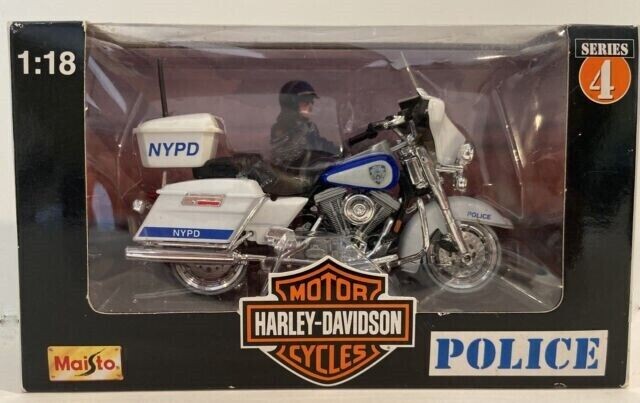 1:18
SERIES
4
NYPD
NYPD
POLICE
MOTOR
HARLEY-DAVIDSON
CYCLES
Maisto
POLICE